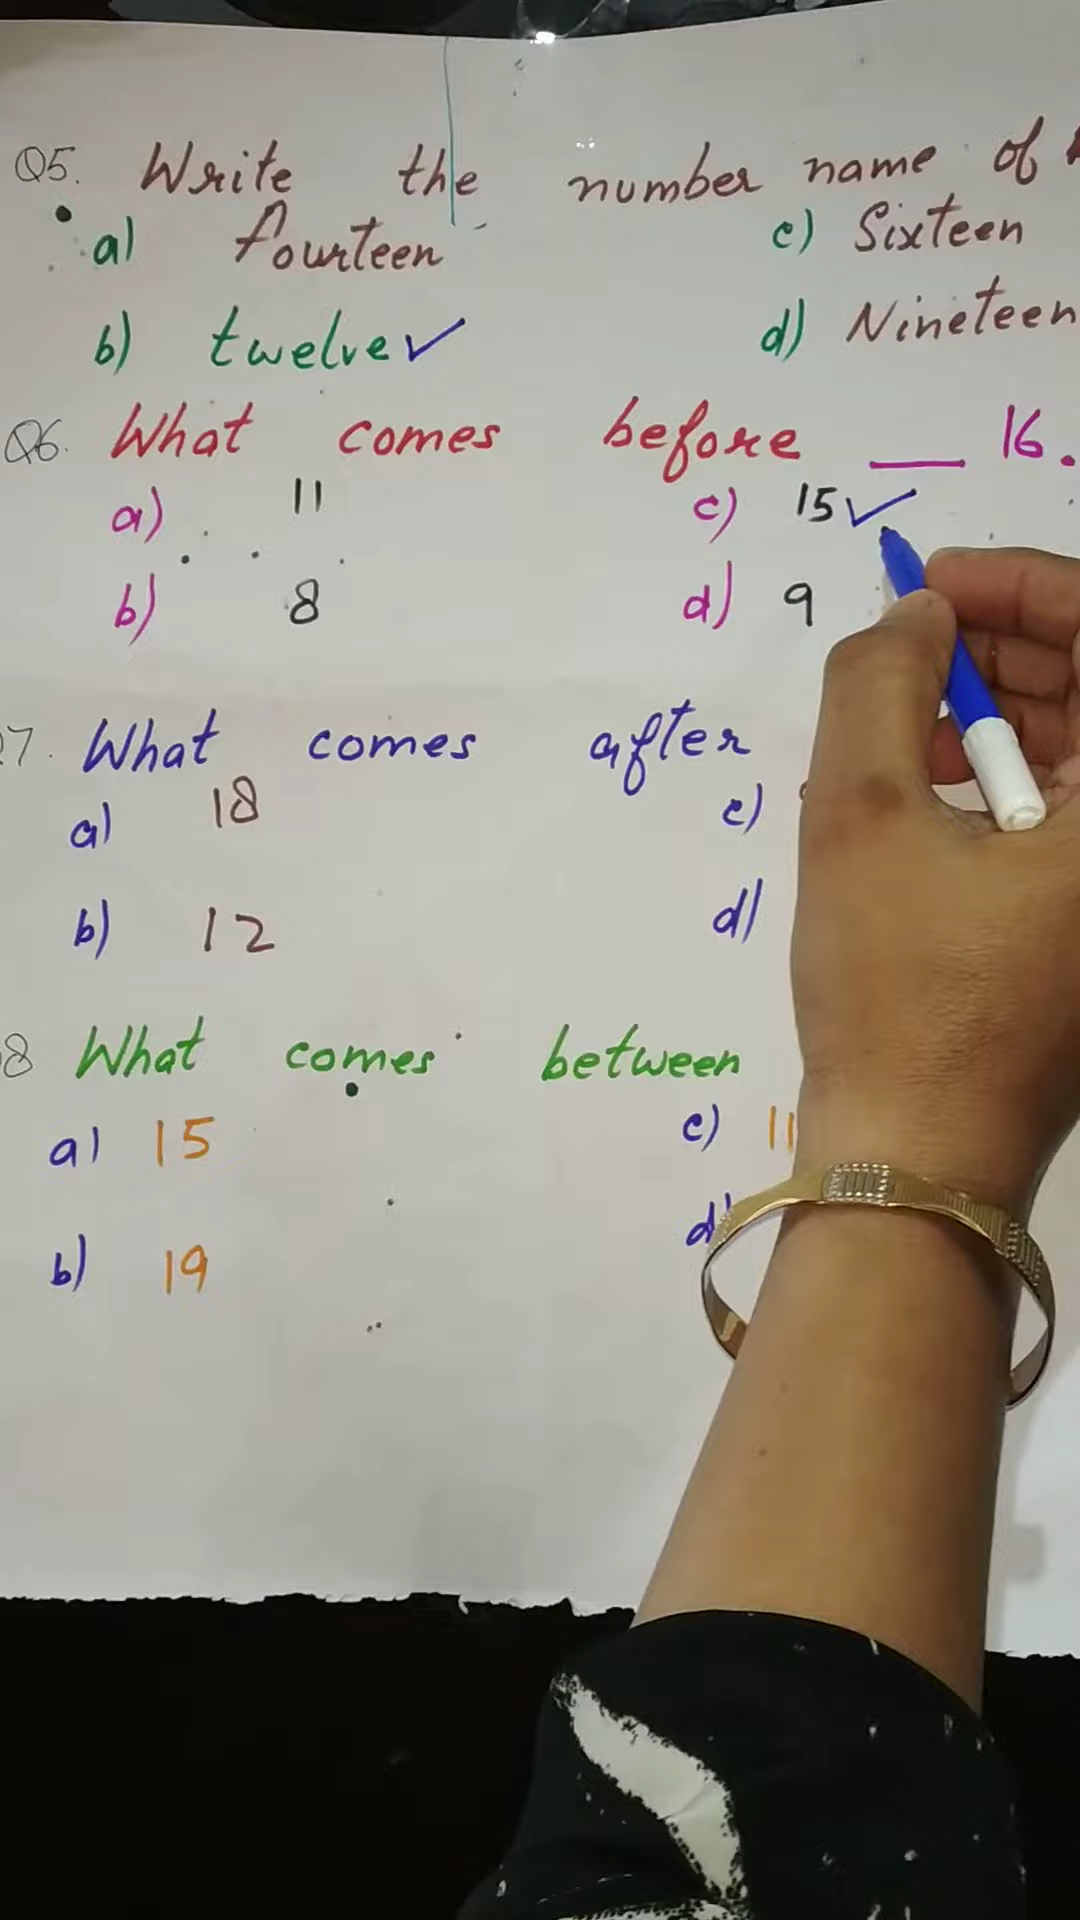 Q5. Write the number name of
a) fourteen c) Sixteen
b) twelve ✓ d) Nineteen
Q6. What comes before __ 16.
a) 11 c) 15 ✓
b) 8 d) 9
7. What comes after
a) 18 c)
b) 12 d)
8 What comes between
a) 15 c) 11
b) 19 d)